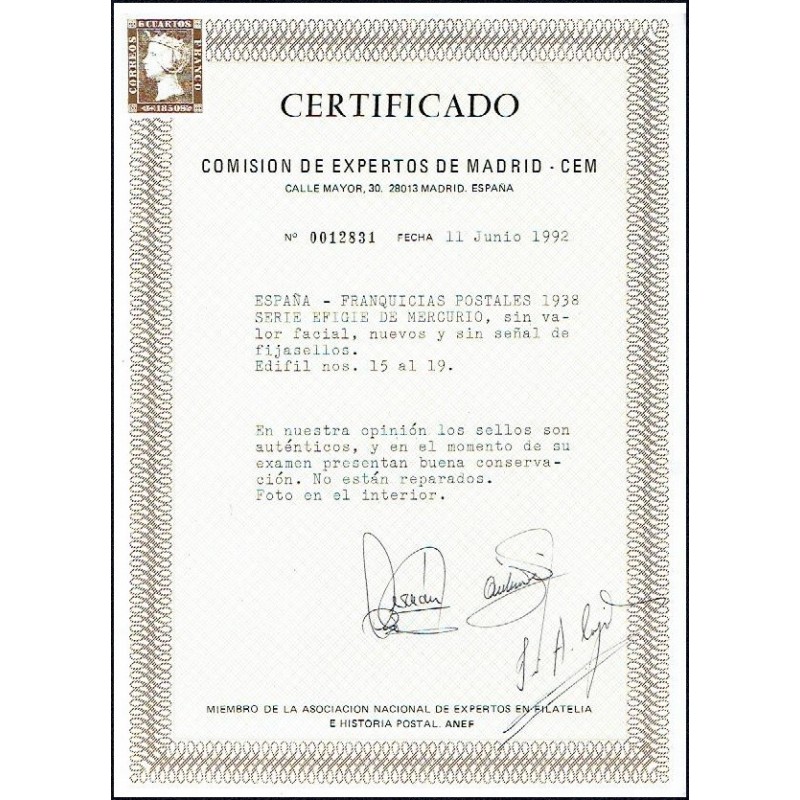 6 CUARTOS
CORREOS
FRANCO
1850
CERTIFICADO
COMISION DE EXPERTOS DE MADRID - CEM
CALLE MAYOR, 30. 28013 MADRID. ESPAÑA
Nº 0012831 FECHA 11 Junio 1992
ESPAÑA - FRANQUICIAS POSTALES 1938
SERIE EFIGIE DE MERCURIO, sin va-
lor facial, nuevos y sin señal de
fijasellos.
Edifil nos. 15 al 19.
En nuestra opinión los sellos son
auténticos, y en el momento de su
examen presentan buena conserva-
ción. No están reparados.
Foto en el interior.
MIEMBRO DE LA ASOCIACION NACIONAL DE EXPERTOS EN FILATELIA
E HISTORIA POSTAL. ANEF